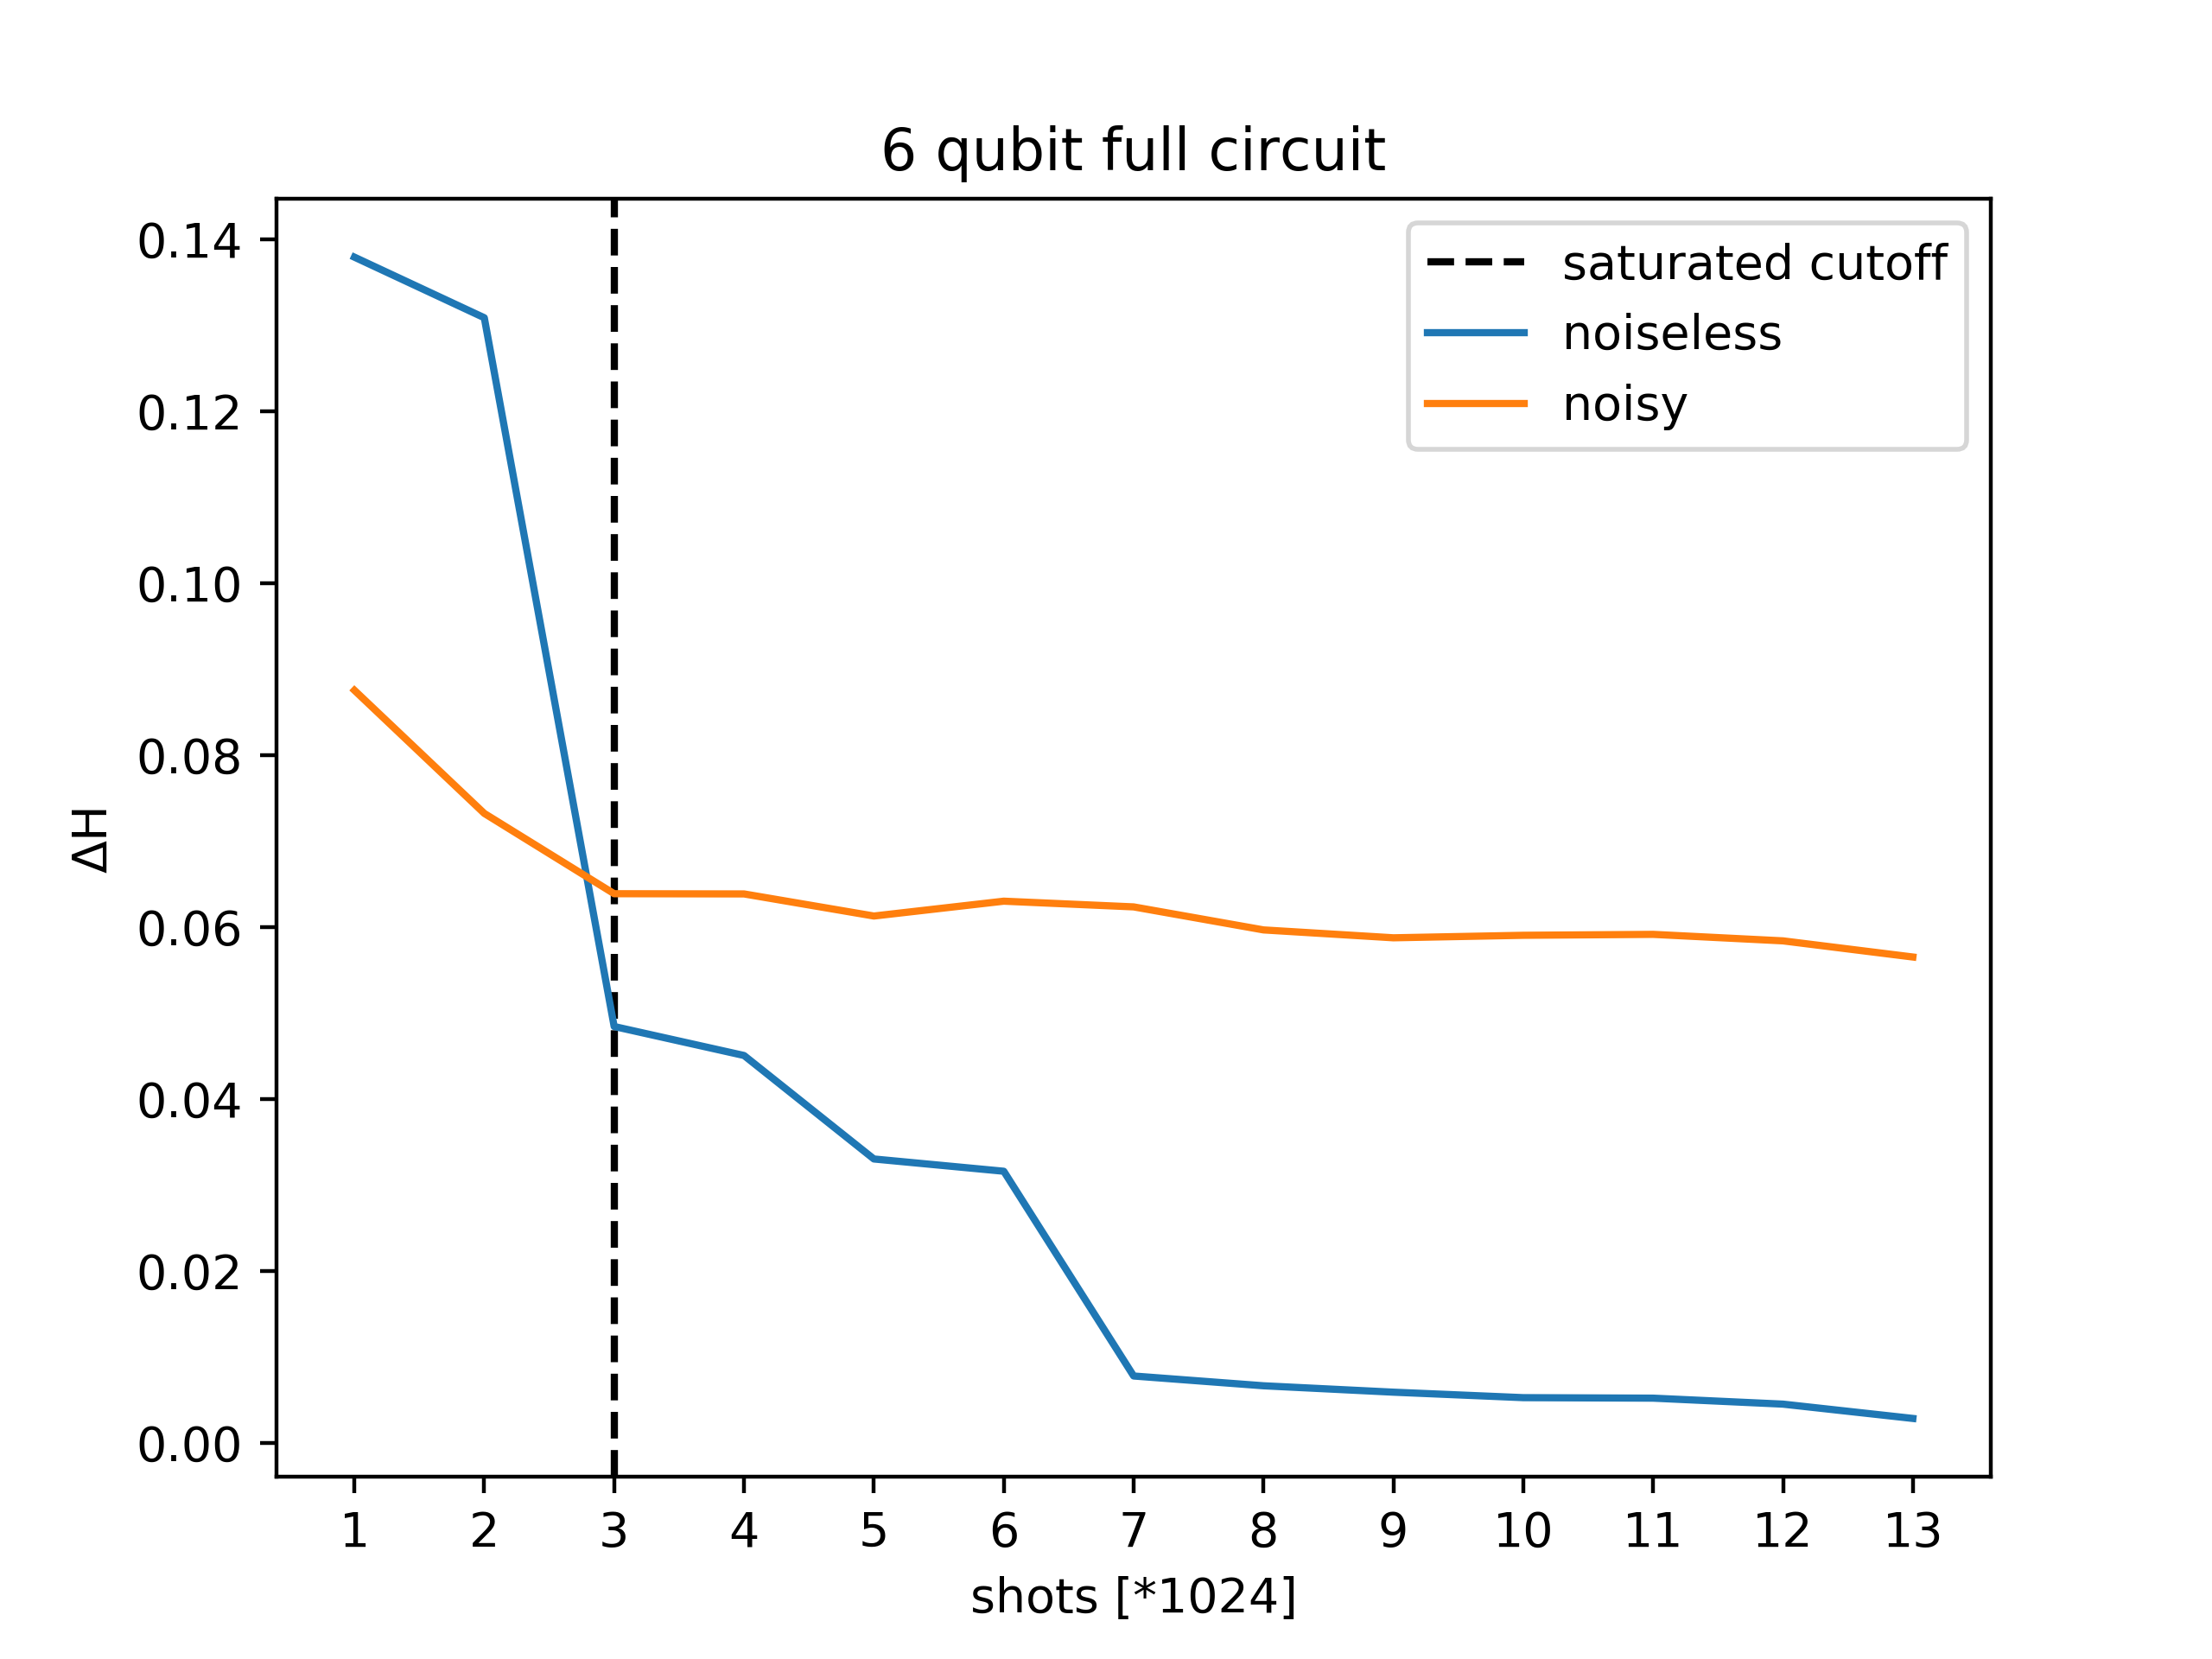 6 qubit full circuit
saturated cutoff
noiseless
noisy
0.14
0.12
0.10
0.08
0.06
0.04
0.02
0.00
ΔH
1 2 3 4 5 6 7 8 9 10 11 12 13
shots [*1024]